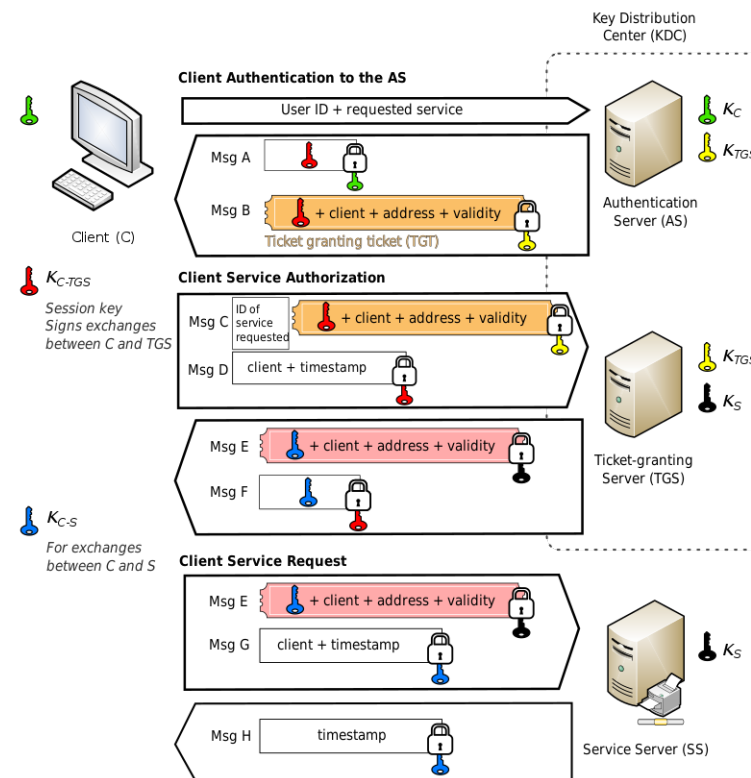 Key Distribution
Center (KDC)
Client Authentication to the AS
User ID + requested service
K_C
K_TGS
Msg A
Msg B
+ client + address + validity
Ticket granting ticket (TGT)
Client (C)
Authentication
Server (AS)
K_C-TGS
Session key
Signs exchanges
between C and TGS
Client Service Authorization
Msg C
ID of
service
requested
+ client + address + validity
Msg D
client + timestamp
K_TGS
K_S
Ticket-granting
Server (TGS)
Msg E
+ client + address + validity
Msg F
K_C-S
For exchanges
between C and S
Client Service Request
Msg E
+ client + address + validity
Msg G
client + timestamp
K_S
Msg H
timestamp
Service Server (SS)